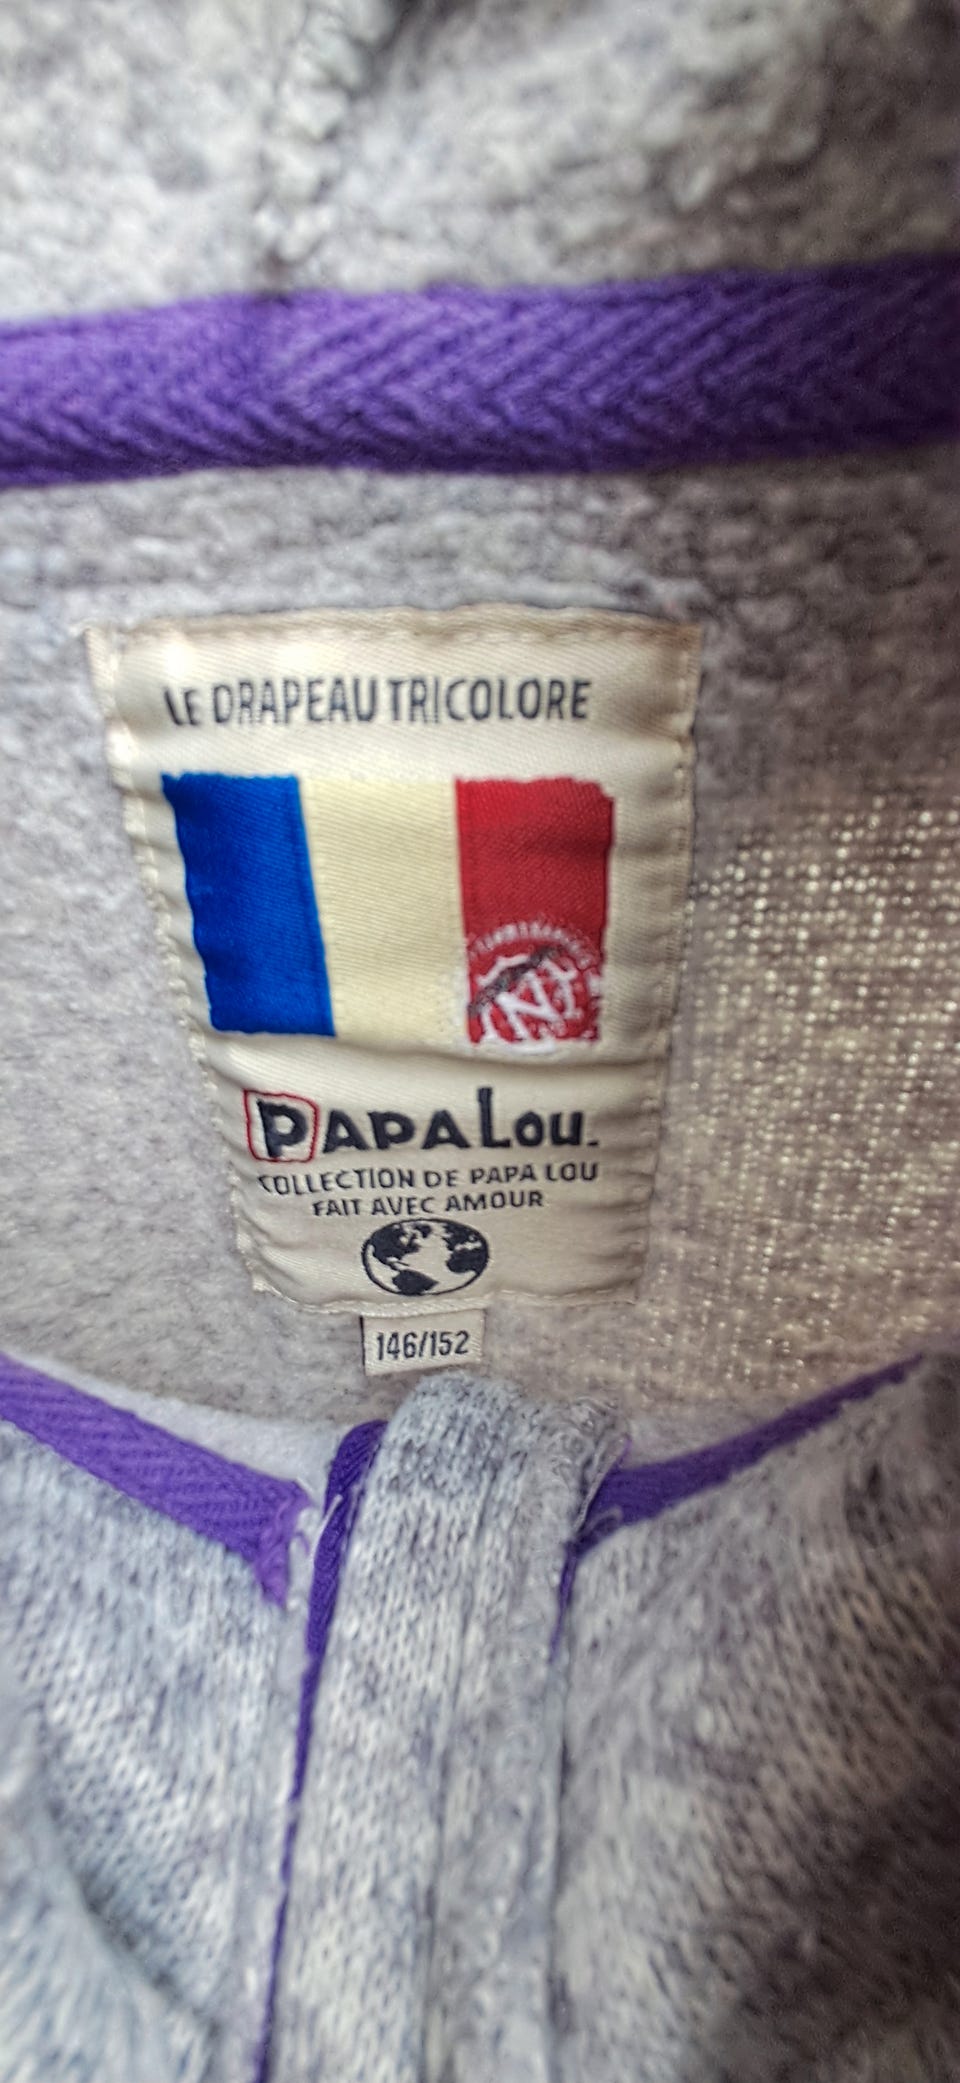 LE DRAPEAU TRICOLORE
PAPALOU.
COLLECTION DE PAPA LOU
FAIT AVEC AMOUR
146/152